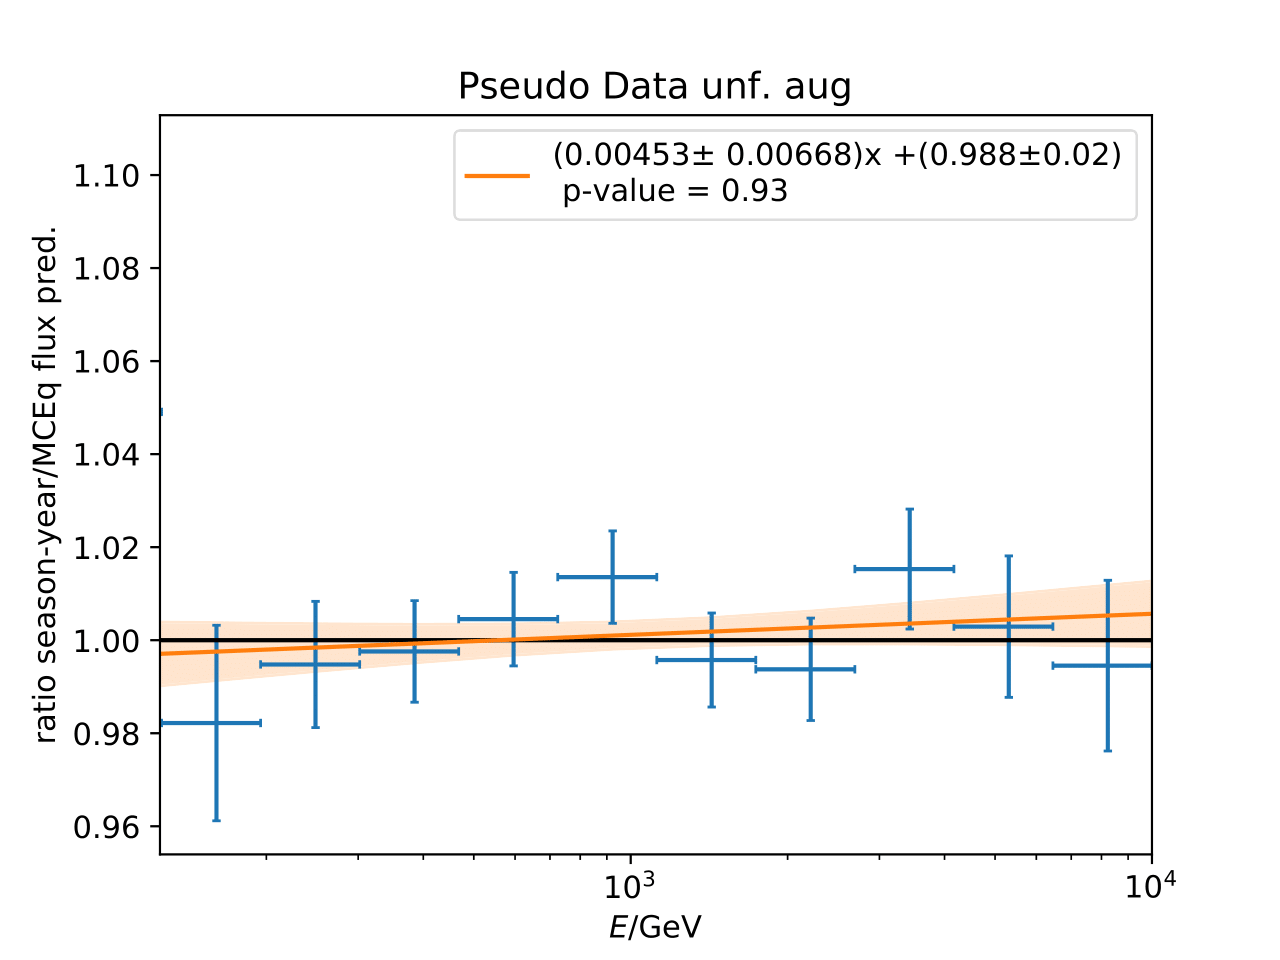 Pseudo Data unf. aug
(0.00453± 0.00668)x +(0.988±0.02)
p-value = 0.93
ratio season-year/MCEq flux pred.
1.10
1.08
1.06
1.04
1.02
1.00
0.98
0.96
10³
10⁴
E/GeV